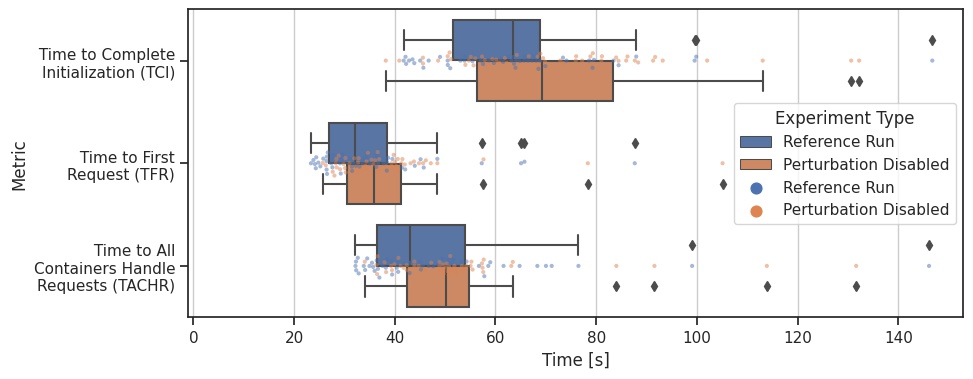 Metric
Time to Complete
Initialization (TCI)
Time to First
Request (TFR)
Time to All
Containers Handle
Requests (TACHR)
Experiment Type
Reference Run
Perturbation Disabled
Reference Run
Perturbation Disabled
0 20 40 60 80 100 120 140
Time [s]